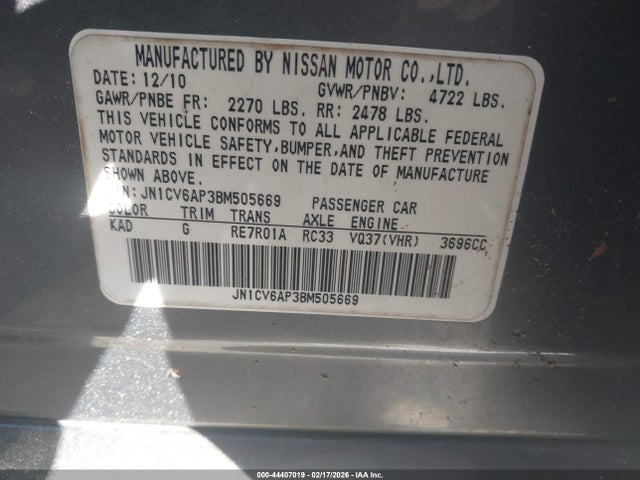 MANUFACTURED BY NISSAN MOTOR CO.,LTD.
DATE: 12/10 GVWR/PNBV: 4722 LBS.
GAWR/PNBE FR: 2270 LBS. RR: 2478 LBS.
THIS VEHICLE CONFORMS TO ALL APPLICABLE FEDERAL
MOTOR VEHICLE SAFETY,BUMPER,AND THEFT PREVENTION
STANDARDS IN EFFECT ON THE DATE OF MANUFACTURE
SHOWN ABOVE.
VIN:JN1CV6AP3BM505669 PASSENGER CAR
COLOR TRIM TRANS AXLE ENGINE
KAD G RE7R01A RC33 VQ37(VHR) 3696CC
JN1CV6AP3BM505669
000-44407019 - 02/17/2026 - IAA Inc.